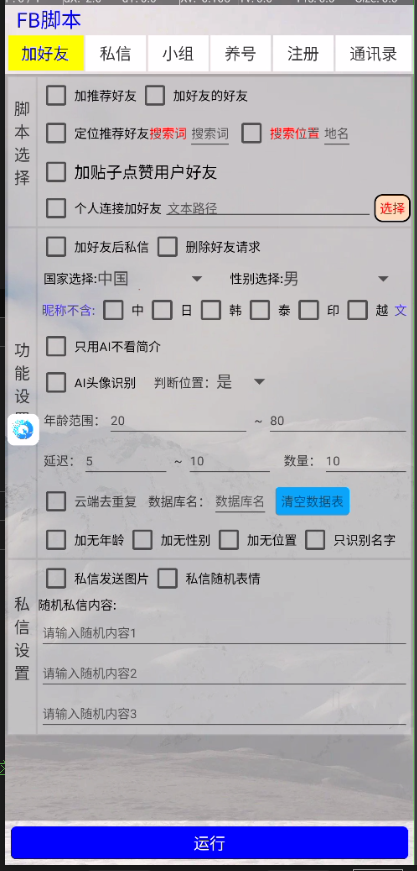 FB脚本
加好友 私信 小组 养号 注册 通讯录
脚本选择
加推荐好友 加好友的好友
定位推荐好友搜索词 搜索词 搜索位置 地名
加贴子点赞用户好友
个人连接加好友 文本路径 选择
功能设
加好友后私信 删除好友请求
国家选择:中国 性别选择:男
昵称不含: 中 日 韩 泰 印 越 文
只用AI不看简介
AI头像识别 判断位置: 是
年龄范围: 20 ~ 80
延迟: 5 ~ 10 数量: 10
云端去重复 数据库名: 数据库名 清空数据表
加无年龄 加无性别 加无位置 只识别名字
私信设置
私信发送图片 私信随机表情
随机私信内容:
请输入随机内容1
请输入随机内容2
请输入随机内容3
运行